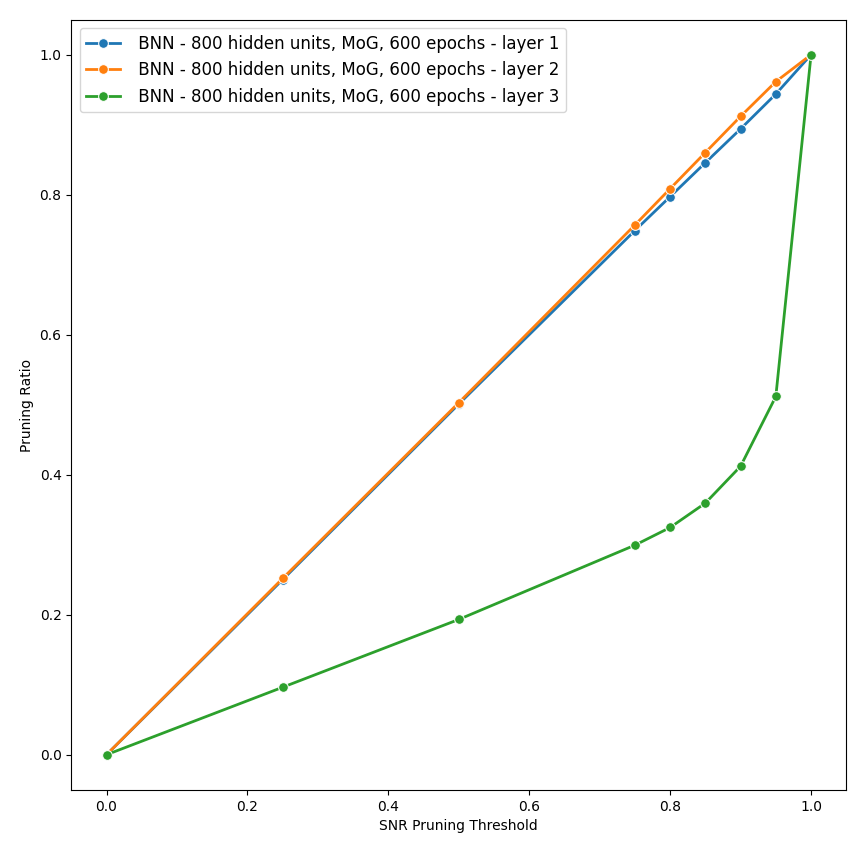 BNN - 800 hidden units, MoG, 600 epochs - layer 1
BNN - 800 hidden units, MoG, 600 epochs - layer 2
BNN - 800 hidden units, MoG, 600 epochs - layer 3
1.0
0.8
0.6
0.4
0.2
0.0
Pruning Ratio
0.0 0.2 0.4 0.6 0.8 1.0
SNR Pruning Threshold